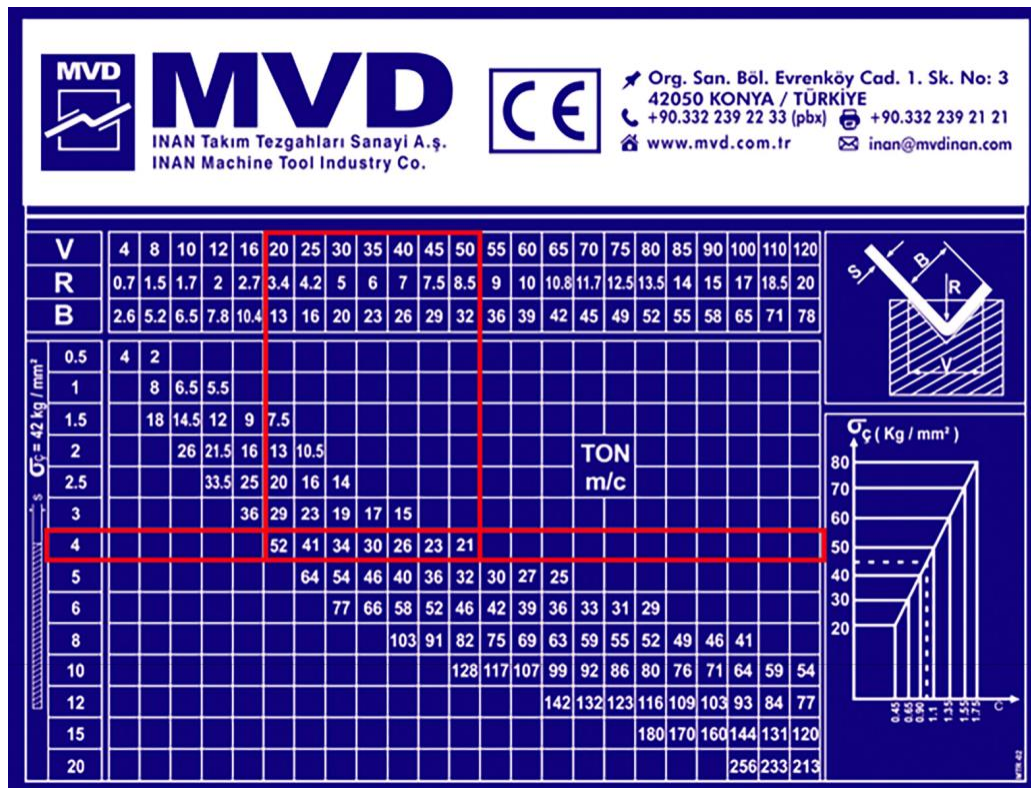 MVD
MVD
INAN Takım Tezgahları Sanayi A.ş.
INAN Machine Tool Industry Co.
CE
Org. San. Böl. Evrenköy Cad. 1. Sk. No: 3
42050 KONYA / TÜRKİYE
+90.332 239 22 33 (pbx) +90.332 239 21 21
www.mvd.com.tr inan@mvdinan.com
V 4 8 10 12 16 20 25 30 35 40 45 50 55 60 65 70 75 80 85 90 100 110 120
R 0.7 1.5 1.7 2 2.7 3.4 4.2 5 6 7 7.5 8.5 9 10 10.8 11.7 12.5 13.5 14 15 17 18.5 20
B 2.6 5.2 6.5 7.8 10.4 13 16 20 23 26 29 32 36 39 42 45 49 52 55 58 65 71 78
σç = 42 kg / mm²
S
0.5 4 2
1 8 6.5 5.5
1.5 18 14.5 12 9 7.5
2 26 21.5 16 13 10.5
2.5 33.5 25 20 16 14
3 36 29 23 19 17 15
4 52 41 34 30 26 23 21
5 64 54 46 40 36 32 30 27 25
6 77 66 58 52 46 42 39 36 33 31 29
8 103 91 82 75 69 63 59 55 52 49 46 41
10 128 117 107 99 92 86 80 76 71 64 59 54
12 142 132 123 116 109 103 93 84 77
15 180 170 160 144 131 120
20 256 233 213
TON
m/c
S B R
V
σç ( Kg / mm² )
80
70
60
50
40
30
20
0.45 0.65 0.90 1.1 1.35 1.55 1.75 C